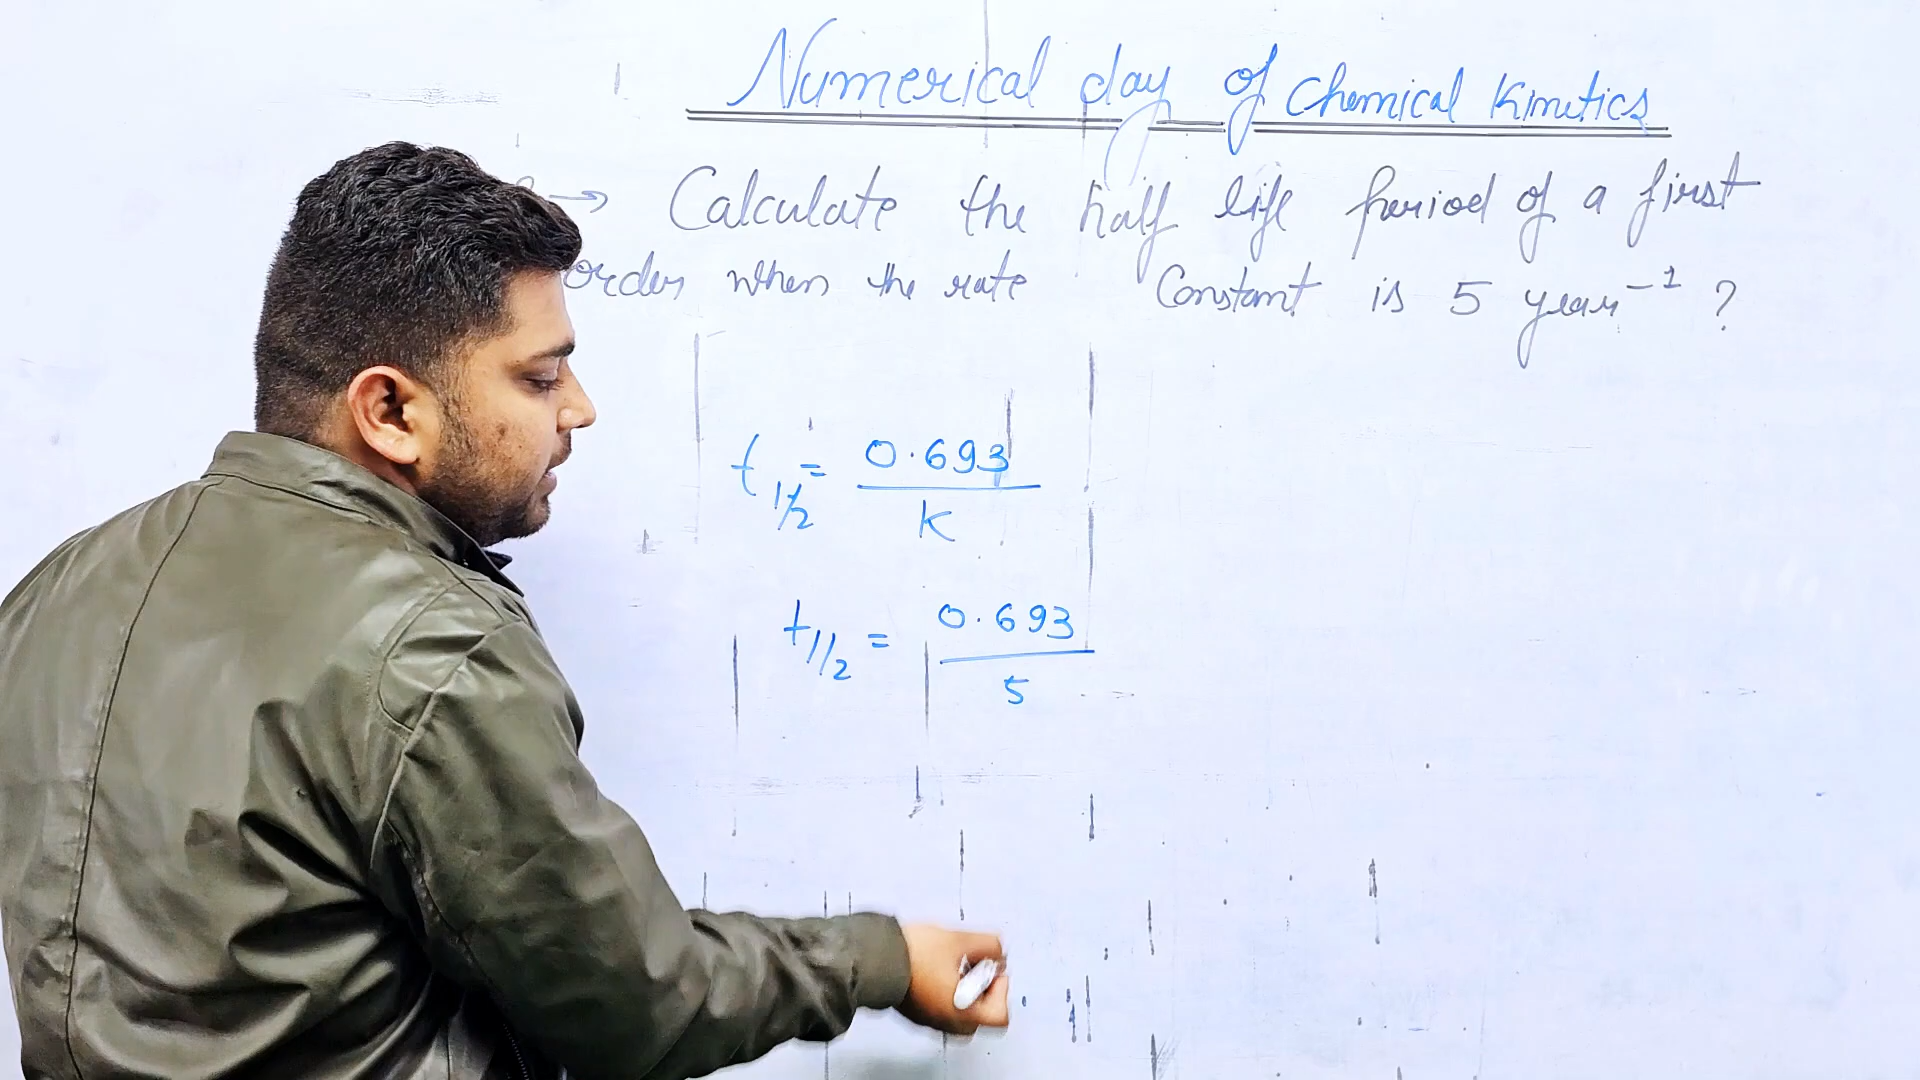 Numerical day of Chemical Kinetics
→ Calculate the half life period of a first
order when the rate Constant is 5 year⁻¹ ?
t1/2 = 0.693 / K
t1/2 = 0.693 / 5